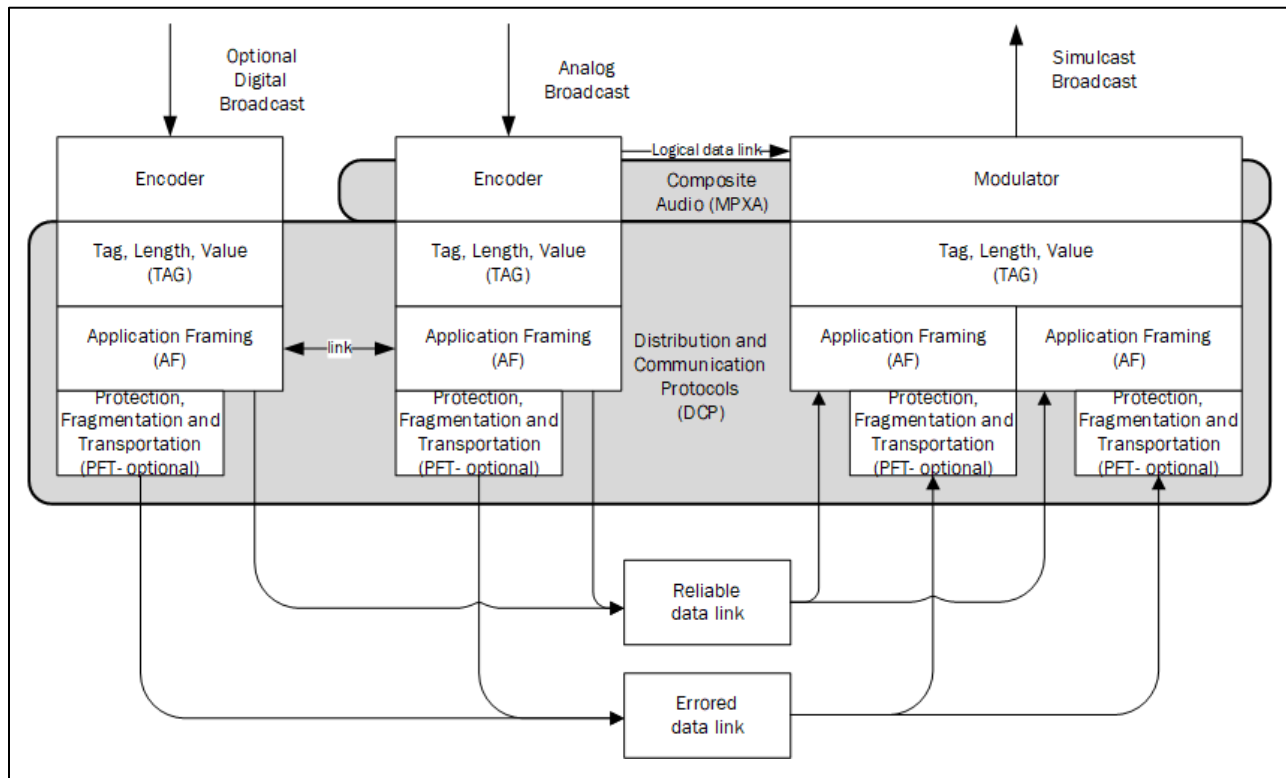 Optional
Digital
Broadcast
Analog
Broadcast
Simulcast
Broadcast
Encoder
Encoder
Logical data link
Composite
Audio (MPXA)
Modulator
Tag, Length, Value
(TAG)
Tag, Length, Value
(TAG)
Tag, Length, Value
(TAG)
Application Framing
(AF)
link
Application Framing
(AF)
Distribution and
Communication
Protocols
(DCP)
Application Framing
(AF)
Application Framing
(AF)
Protection,
Fragmentation and
Transportation
(PFT- optional)
Protection,
Fragmentation and
Transportation
(PFT- optional)
Protection,
Fragmentation and
Transportation
(PFT- optional)
Protection,
Fragmentation and
Transportation
(PFT- optional)
Reliable
data link
Errored
data link